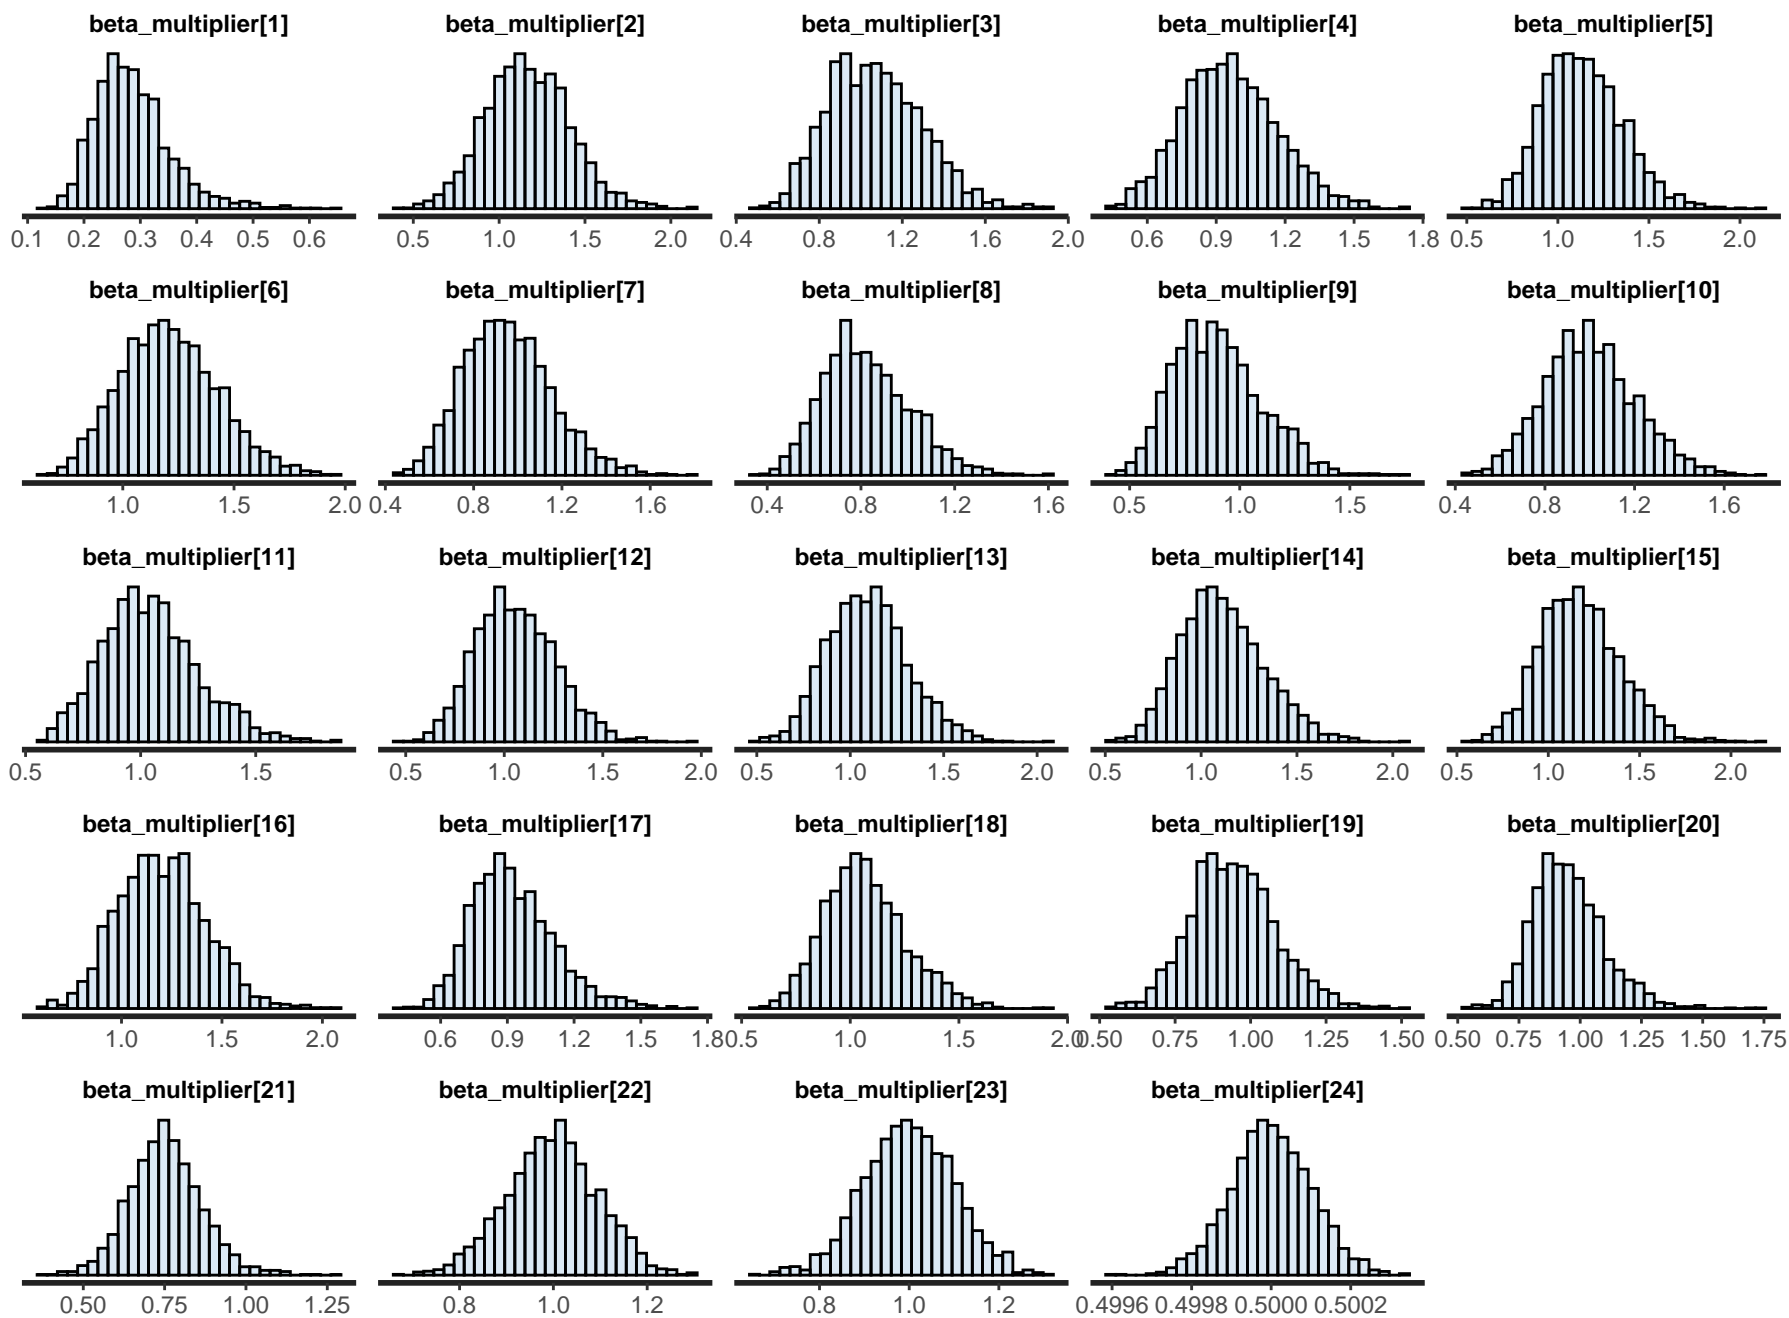 beta_multiplier[1] beta_multiplier[2] beta_multiplier[3] beta_multiplier[4] beta_multiplier[5]
0.1 0.2 0.3 0.4 0.5 0.6 0.5 1.0 1.5 2.0 0.4 0.8 1.2 1.6 2.0 0.6 0.9 1.2 1.5 1.8 0.5 1.0 1.5 2.0
beta_multiplier[6] beta_multiplier[7] beta_multiplier[8] beta_multiplier[9] beta_multiplier[10]
1.0 1.5 2.0 0.4 0.8 1.2 1.6 0.4 0.8 1.2 1.6 0.5 1.0 1.5 0.4 0.8 1.2 1.6
beta_multiplier[11] beta_multiplier[12] beta_multiplier[13] beta_multiplier[14] beta_multiplier[15]
0.5 1.0 1.5 0.5 1.0 1.5 2.0 0.5 1.0 1.5 2.0 0.5 1.0 1.5 2.0 0.5 1.0 1.5 2.0
beta_multiplier[16] beta_multiplier[17] beta_multiplier[18] beta_multiplier[19] beta_multiplier[20]
1.0 1.5 2.0 0.6 0.9 1.2 1.5 1.8 0.5 1.0 1.5 2.0 0.50 0.75 1.00 1.25 1.50 0.50 0.75 1.00 1.25 1.50 1.75
beta_multiplier[21] beta_multiplier[22] beta_multiplier[23] beta_multiplier[24]
0.50 0.75 1.00 1.25 0.8 1.0 1.2 0.8 1.0 1.2 0.4996 0.4998 0.5000 0.5002